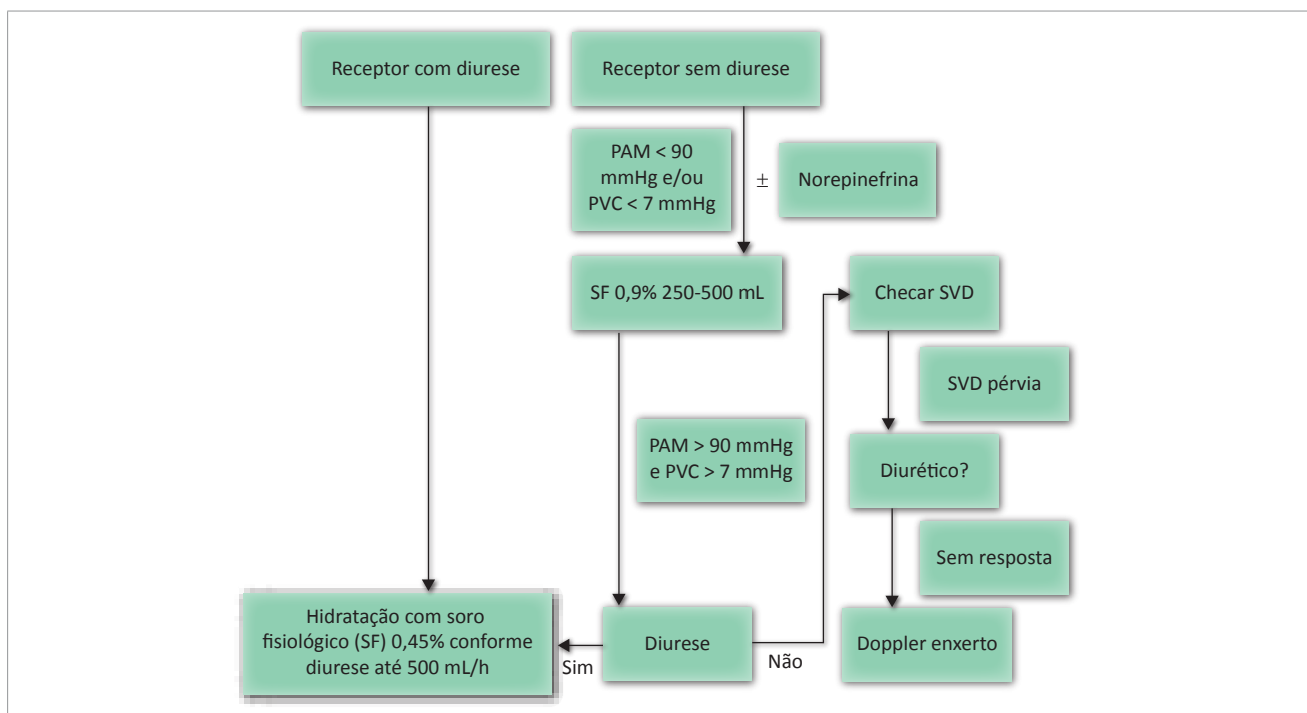 Receptor com diurese
Receptor sem diurese
PAM < 90
mmHg e/ou
PVC < 7 mmHg
±
Norepinefrina
SF 0,9% 250-500 mL
Checar SVD
SVD pérvia
PAM > 90 mmHg
e PVC > 7 mmHg
Diurético?
Sem resposta
Hidratação com soro
fisiológico (SF) 0,45% conforme
diurese até 500 mL/h
Sim
Diurese
Não
Doppler enxerto